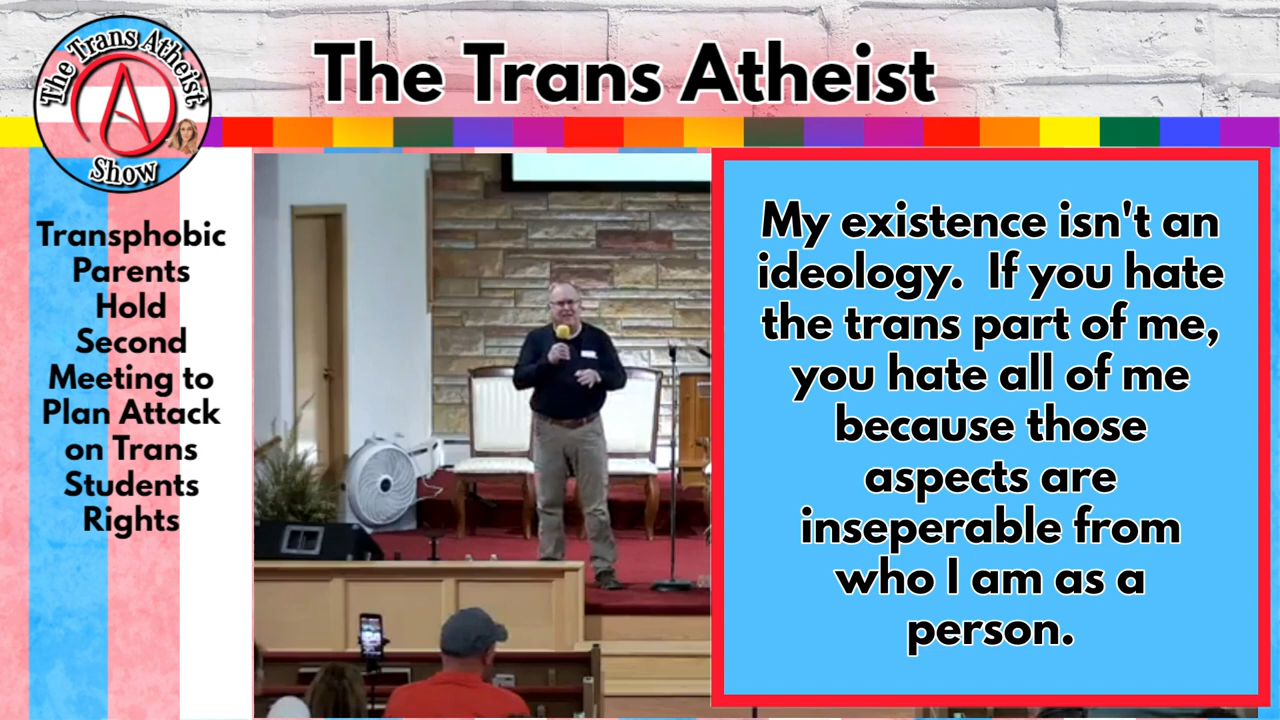 The Trans Atheist
Show
The Trans Atheist
Transphobic
Parents
Hold
Second
Meeting to
Plan Attack
on Trans
Students
Rights
My existence isn't an
ideology.  If you hate
the trans part of me,
you hate all of me
because those
aspects are
inseperable from
who I am as a
person.